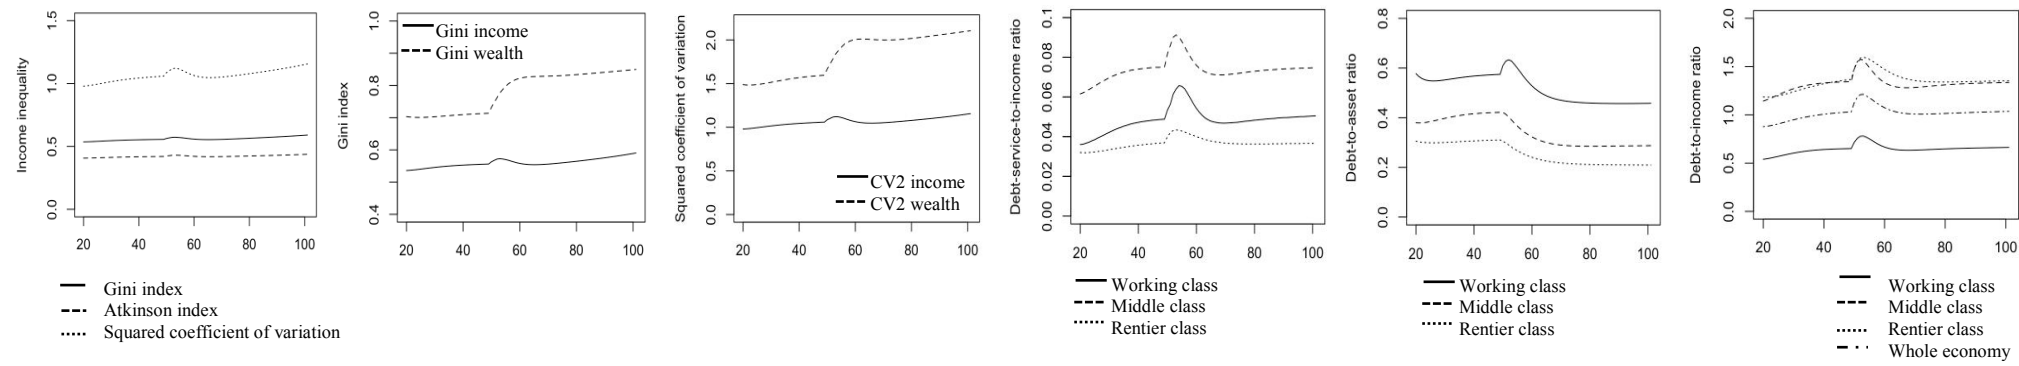 Income inequality
1.5
1.0
0.5
0.0
20 40 60 80 100
Gini index
Atkinson index
Squared coefficient of variation
Gini index
1.0
0.8
0.6
0.4
Gini income
Gini wealth
20 40 60 80 100
Squared coefficient of variation
2.0
1.5
1.0
0.5
0.0
CV2 income
CV2 wealth
20 40 60 80 100
Debt-service-to-income ratio
0.1
0.08
0.06
0.04
0.02
0.00
20 40 60 80 100
Working class
Middle class
Rentier class
Debt-to-asset ratio
0.8
0.6
0.4
0.2
0.0
20 40 60 80 100
Working class
Middle class
Rentier class
Debt-to-income ratio
2.0
1.5
1.0
0.5
0.0
20 40 60 80 100
Working class
Middle class
Rentier class
Whole economy